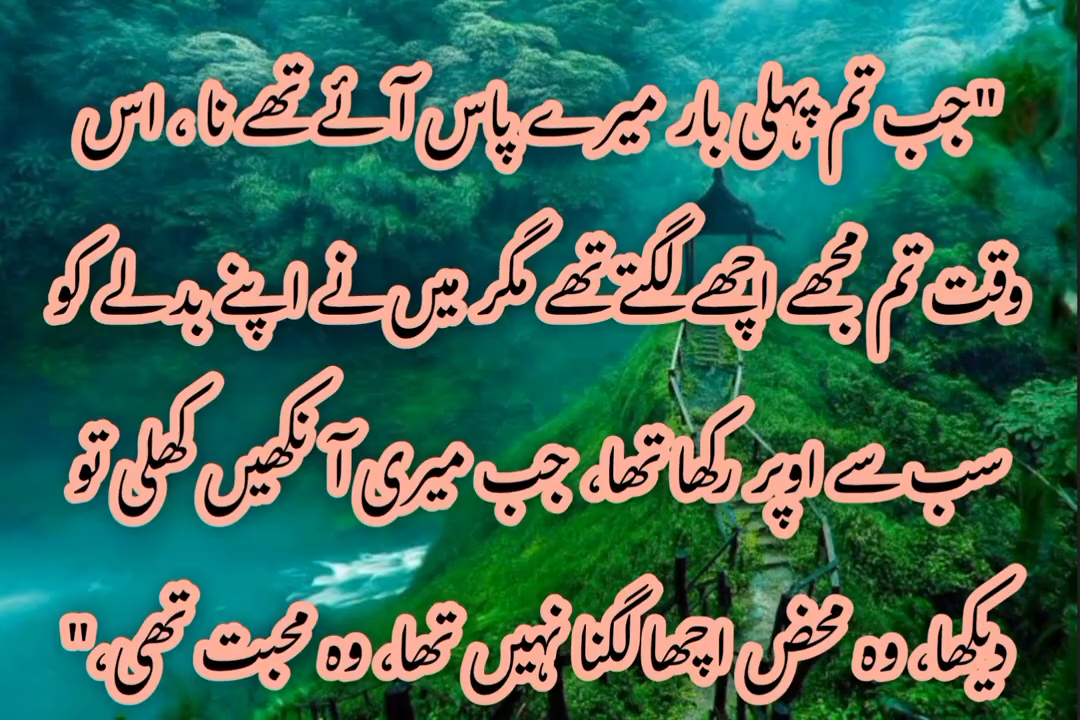 "جب تم پہلی بار میرے پاس آئے تھے نا، اس
وقت تم مجھے اچھے لگتے تھے مگر میں نے اپنے بدلے کو
سب سے اوپر رکھا تھا، جب میری آنکھیں کھلی تو
دیکھا، وہ محض اچھا لگنا نہیں تھا، وہ محبت تھی،"